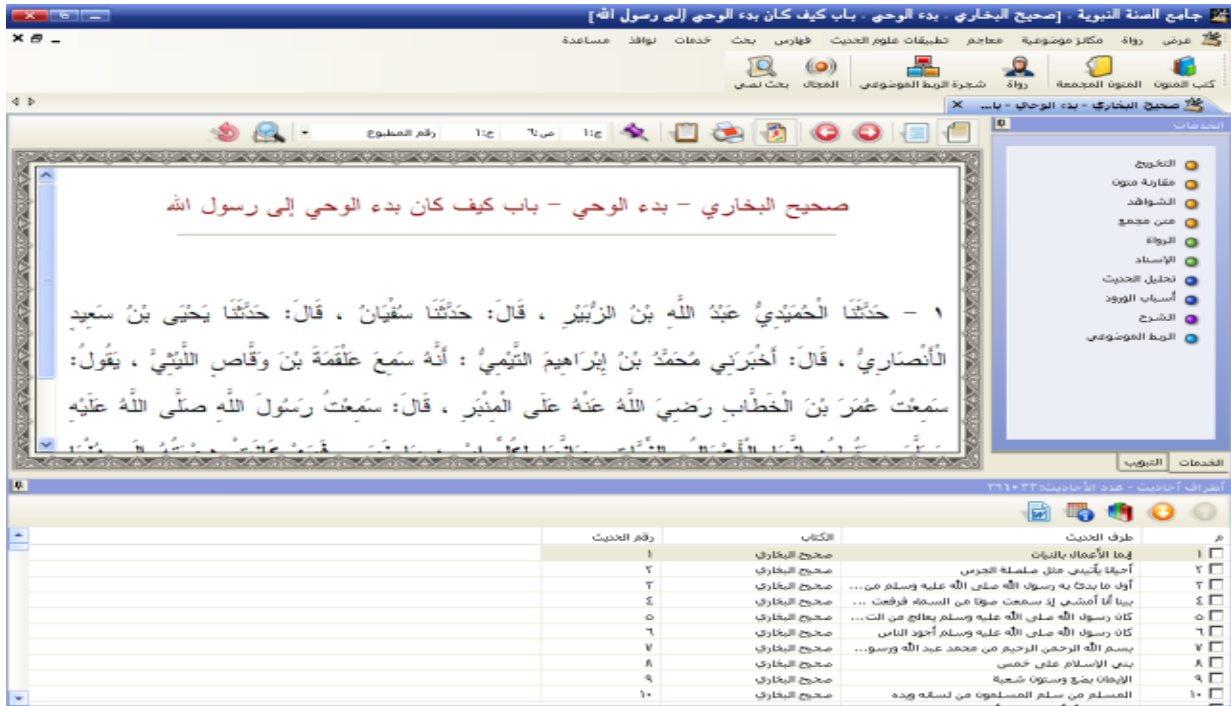 جامع السنة النبوية - [صحيح البخاري - بدء الوحي - باب كيف كان بدء الوحي إلى رسول الله]
عرض رواة مكانز موضوعية معاجم تطبيقات علوم الحديث فهارس بحث خدمات نوافذ مساعدة
كتب المتون المتون المجمعة رواة شجرة الربط الموضوعي المجال بحث نصي
صحيح البخاري - بدء الوحي - با...
الخدمات
ج:١ ص:٦ ج:١ رقم المطبوع
التخريج
مقارنة متون
الشواهد
متن مجمع
الرواة
الإسناد
تحليل الحديث
أسباب الورود
الشرح
الربط الموضوعي
الخدمات التبويب
صحيح البخاري – بدء الوحي – باب كيف كان بدء الوحي إلى رسول الله
١ – حَدَّثَنَا الْحُمَيْدِيُّ عَبْدُ اللَّهِ بْنُ الزُّبَيْرِ ، قَالَ: حَدَّثَنَا سُفْيَانُ ، قَالَ: حَدَّثَنَا يَحْيَى بْنُ سَعِيدٍ
الْأَنْصَارِيُّ ، قَالَ: أَخْبَرَنِي مُحَمَّدُ بْنُ إِبْرَاهِيمَ التَّيْمِيُّ : أَنَّهُ سَمِعَ عَلْقَمَةَ بْنَ وَقَّاصٍ اللَّيْثِيَّ ، يَقُولُ:
سَمِعْتُ عُمَرَ بْنَ الْخَطَّابِ رَضِيَ اللَّهُ عَنْهُ عَلَى الْمِنْبَرِ ، قَالَ: سَمِعْتُ رَسُولَ اللَّهِ صَلَّى اللَّهُ عَلَيْهِ
أطراف أحاديث - عدد الأحاديث:٣٦١٠٣٣
م طرف الحديث الكتاب رقم الحديث
١ إنما الأعمال بالنيات صحيح البخاري ١
٢ أحيانا يأتيني مثل صلصلة الجرس صحيح البخاري ٢
٣ أول ما بدئ به رسول الله صلى الله عليه وسلم من... صحيح البخاري ٣
٤ بينا أنا أمشي إذ سمعت صوتا من السماء فرفعت ... صحيح البخاري ٤
٥ كان رسول الله صلى الله عليه وسلم يعالج من الت... صحيح البخاري ٥
٦ كان رسول الله صلى الله عليه وسلم أجود الناس صحيح البخاري ٦
٧ بسم الله الرحمن الرحيم من محمد عبد الله ورسو... صحيح البخاري ٧
٨ بني الإسلام على خمس صحيح البخاري ٨
٩ الإيمان بضع وستون شعبة صحيح البخاري ٩
١٠ المسلم من سلم المسلمون من لسانه ويده صحيح البخاري ١٠